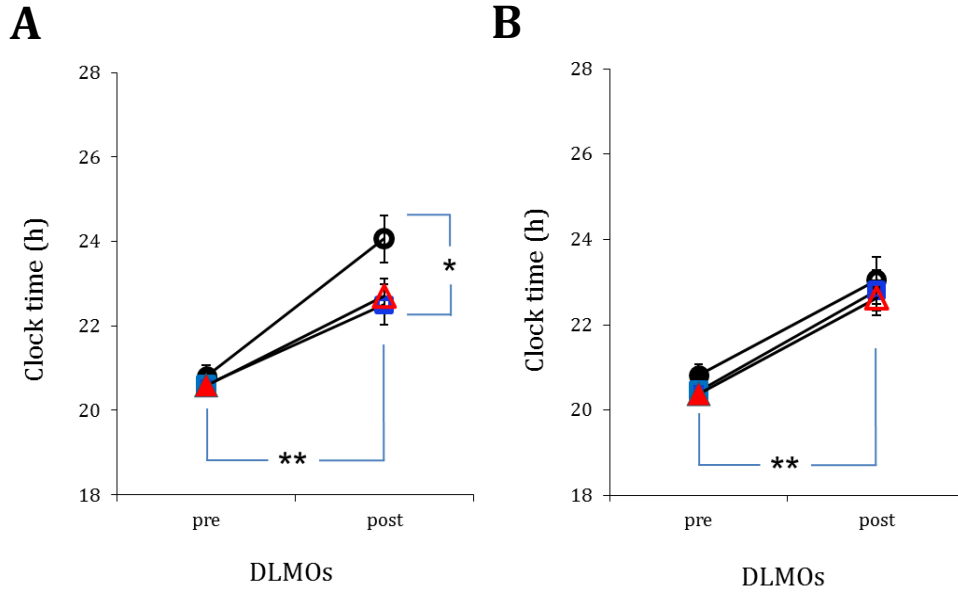 A
B
28
26
24
22
20
18
Clock time (h)
*
**
pre
post
DLMOs
28
26
24
22
20
18
Clock time (h)
**
pre
post
DLMOs